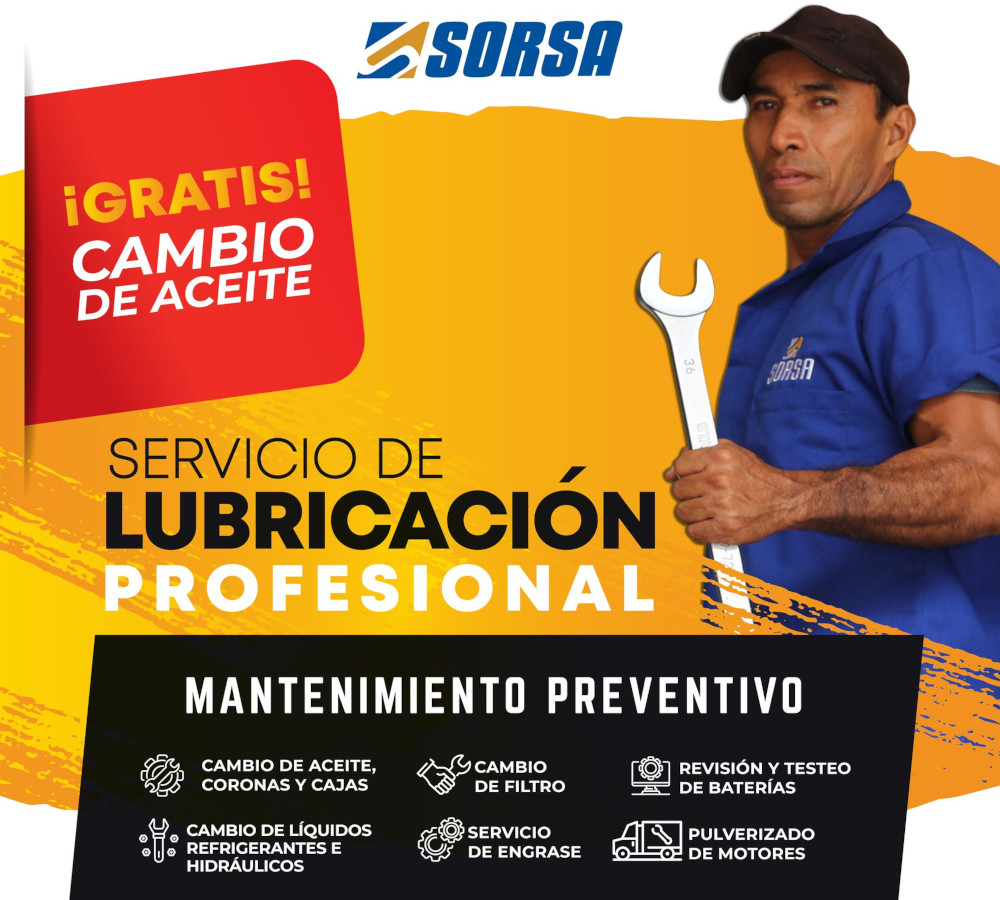 SORSA
¡GRATIS!
CAMBIO
DE ACEITE
36
SORSA
SERVICIO DE
LUBRICACIÓN
PROFESIONAL
MANTENIMIENTO PREVENTIVO
CAMBIO DE ACEITE,
CORONAS Y CAJAS
CAMBIO
DE FILTRO
REVISIÓN Y TESTEO
DE BATERÍAS
CAMBIO DE LÍQUIDOS
REFRIGERANTES E
HIDRÁULICOS
SERVICIO
DE ENGRASE
PULVERIZADO
DE MOTORES